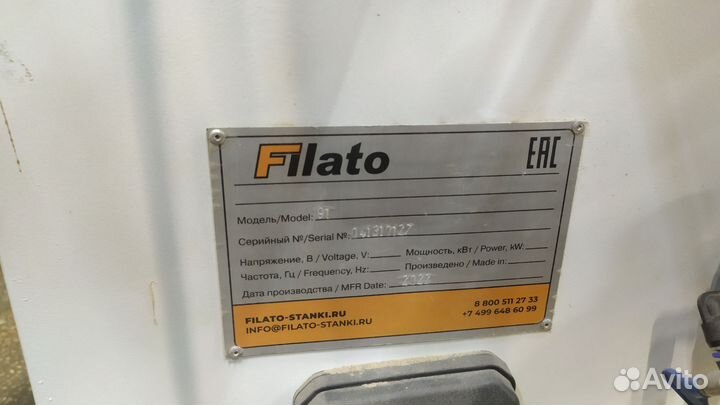 Filato
EAC
Модель/Model: 9T
Серийный №/Serial №:
Напряжение, В / Voltage, V: Мощность, кВт / Power, kW:
Частота, Гц / Frequency, Hz: Произведено / Made in:
Дата производства / MFR Date: 2022
FILATO-STANKI.RU
INFO@FILATO-STANKI.RU
8 800 511 27 33
+7 499 648 60 99
Avito